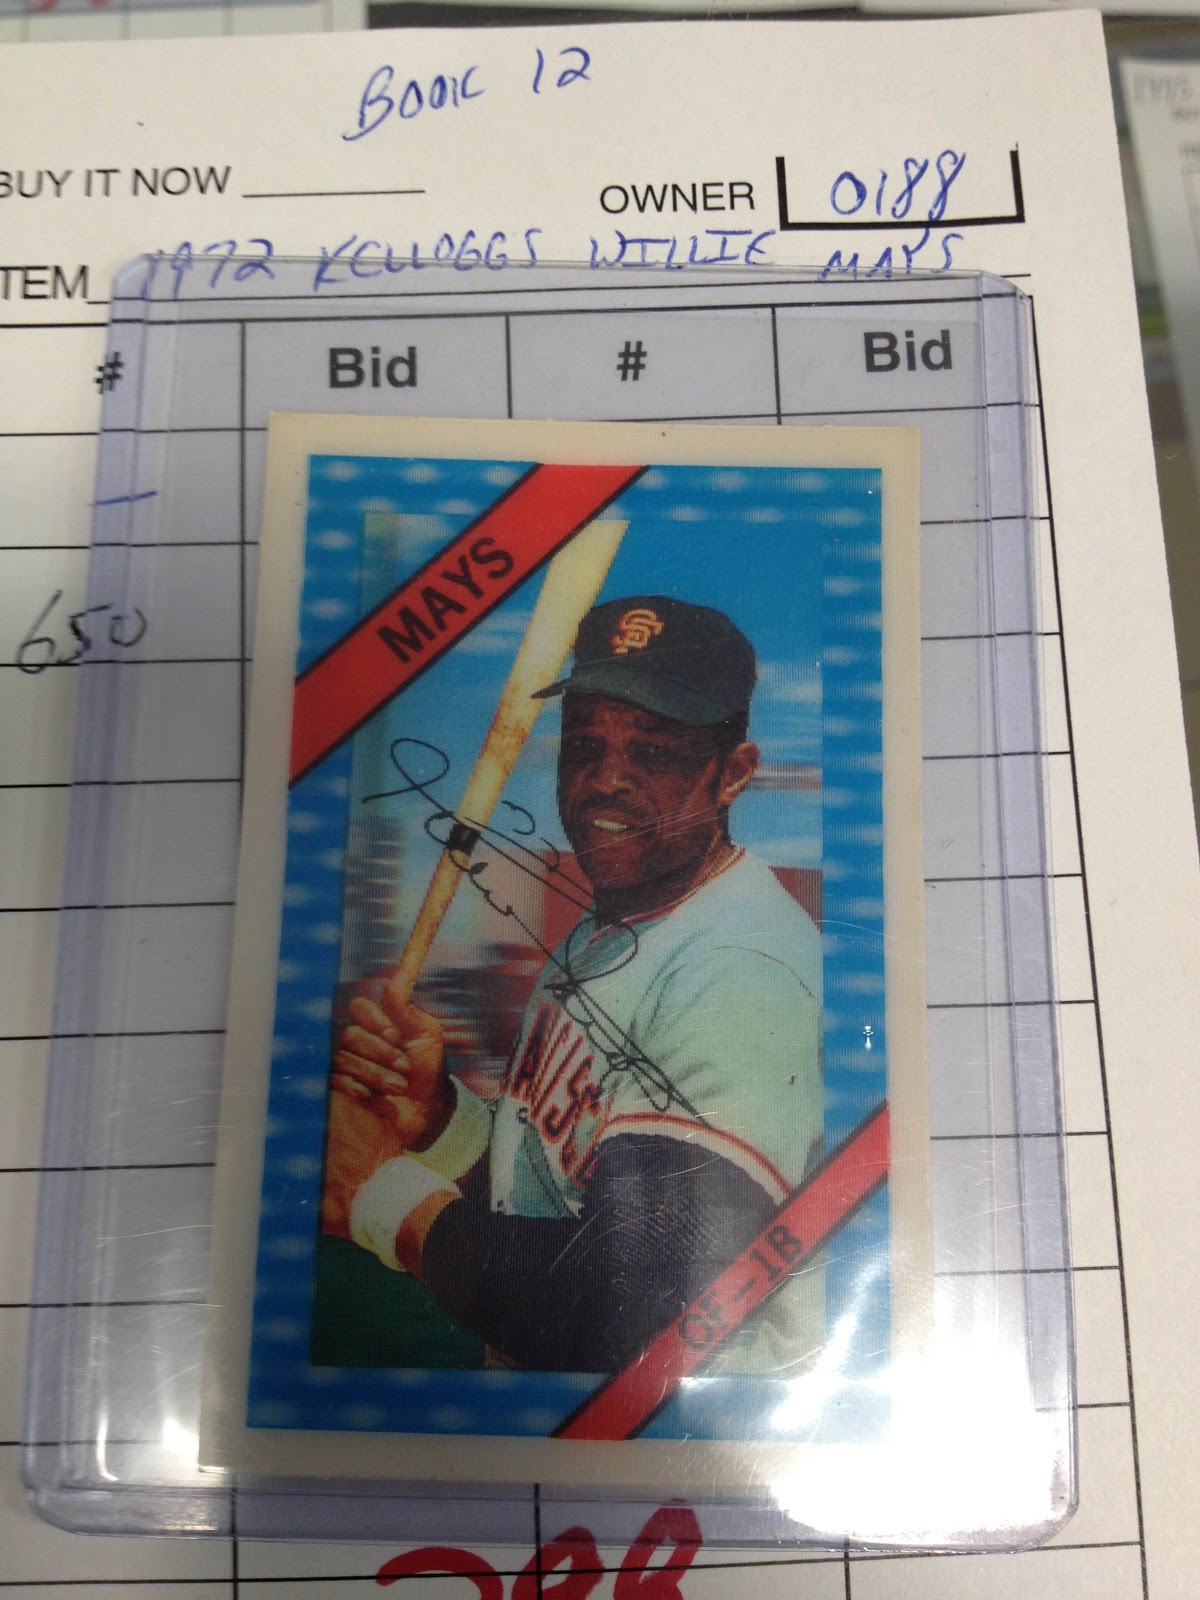 BOOK 12
BUY IT NOW
OWNER 0188
1972 KELLOGGS WILLIE MAYS
TEM
# Bid # Bid
650
MAYS
SF
OF-1B